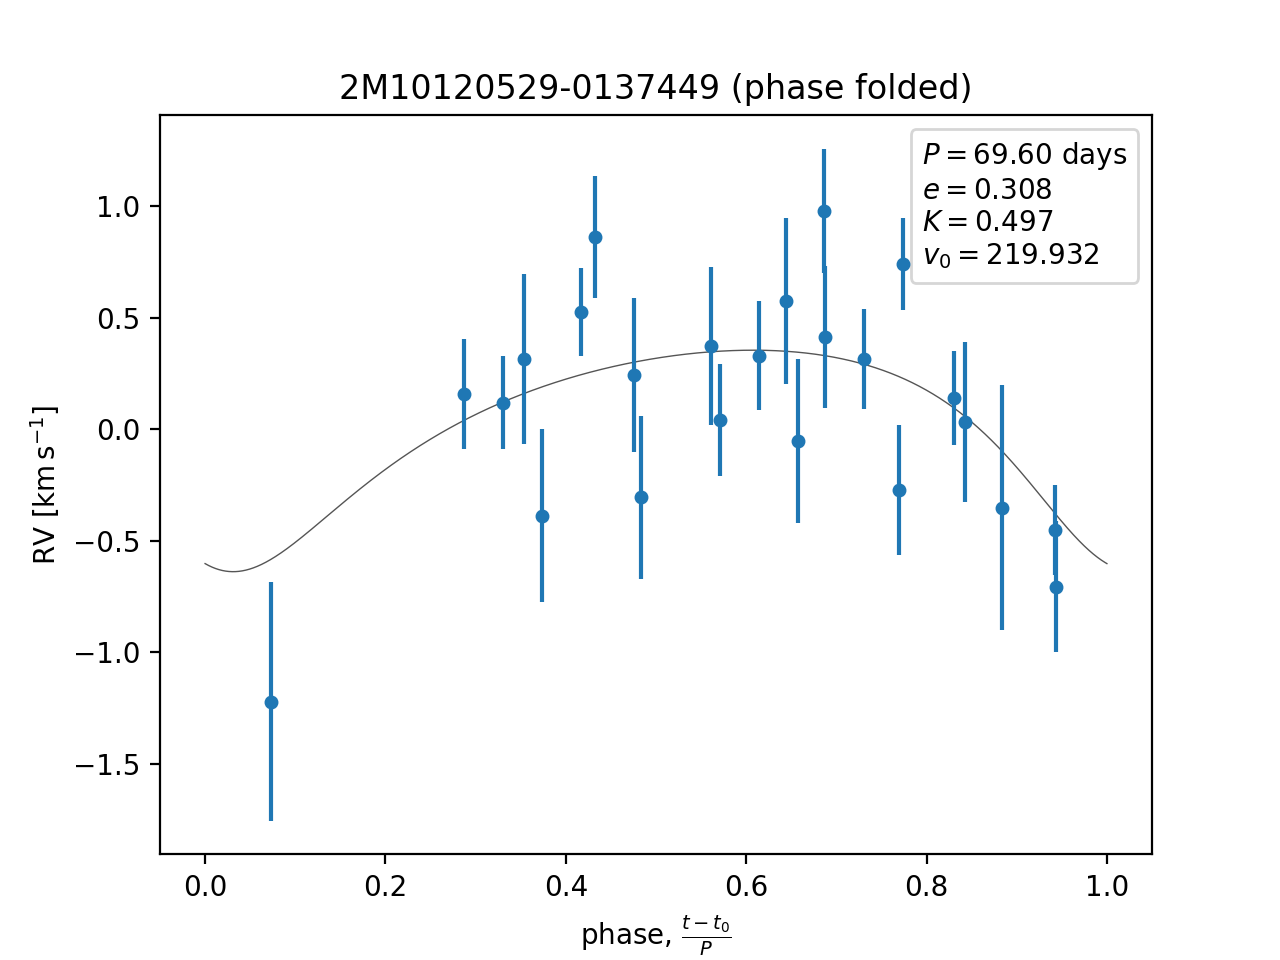 2M10120529-0137449 (phase folded)
P = 69.60 days
e = 0.308
K = 0.497
v₀ = 219.932
RV [km s⁻¹]
1.0
0.5
0.0
−0.5
−1.0
−1.5
0.0 0.2 0.4 0.6 0.8 1.0
phase, (t − t₀)/P